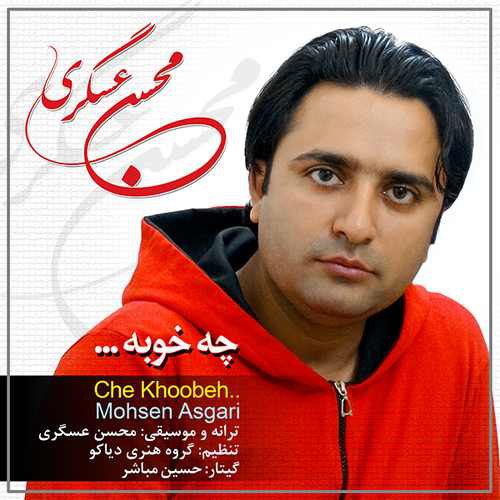 محسن عسگری
چه خوبه ...
Che Khoobeh..
Mohsen Asgari
ترانه و موسیقی: محسن عسگری
تنظیم: گروه هنری دیاکو
گیتار: حسین مباشر